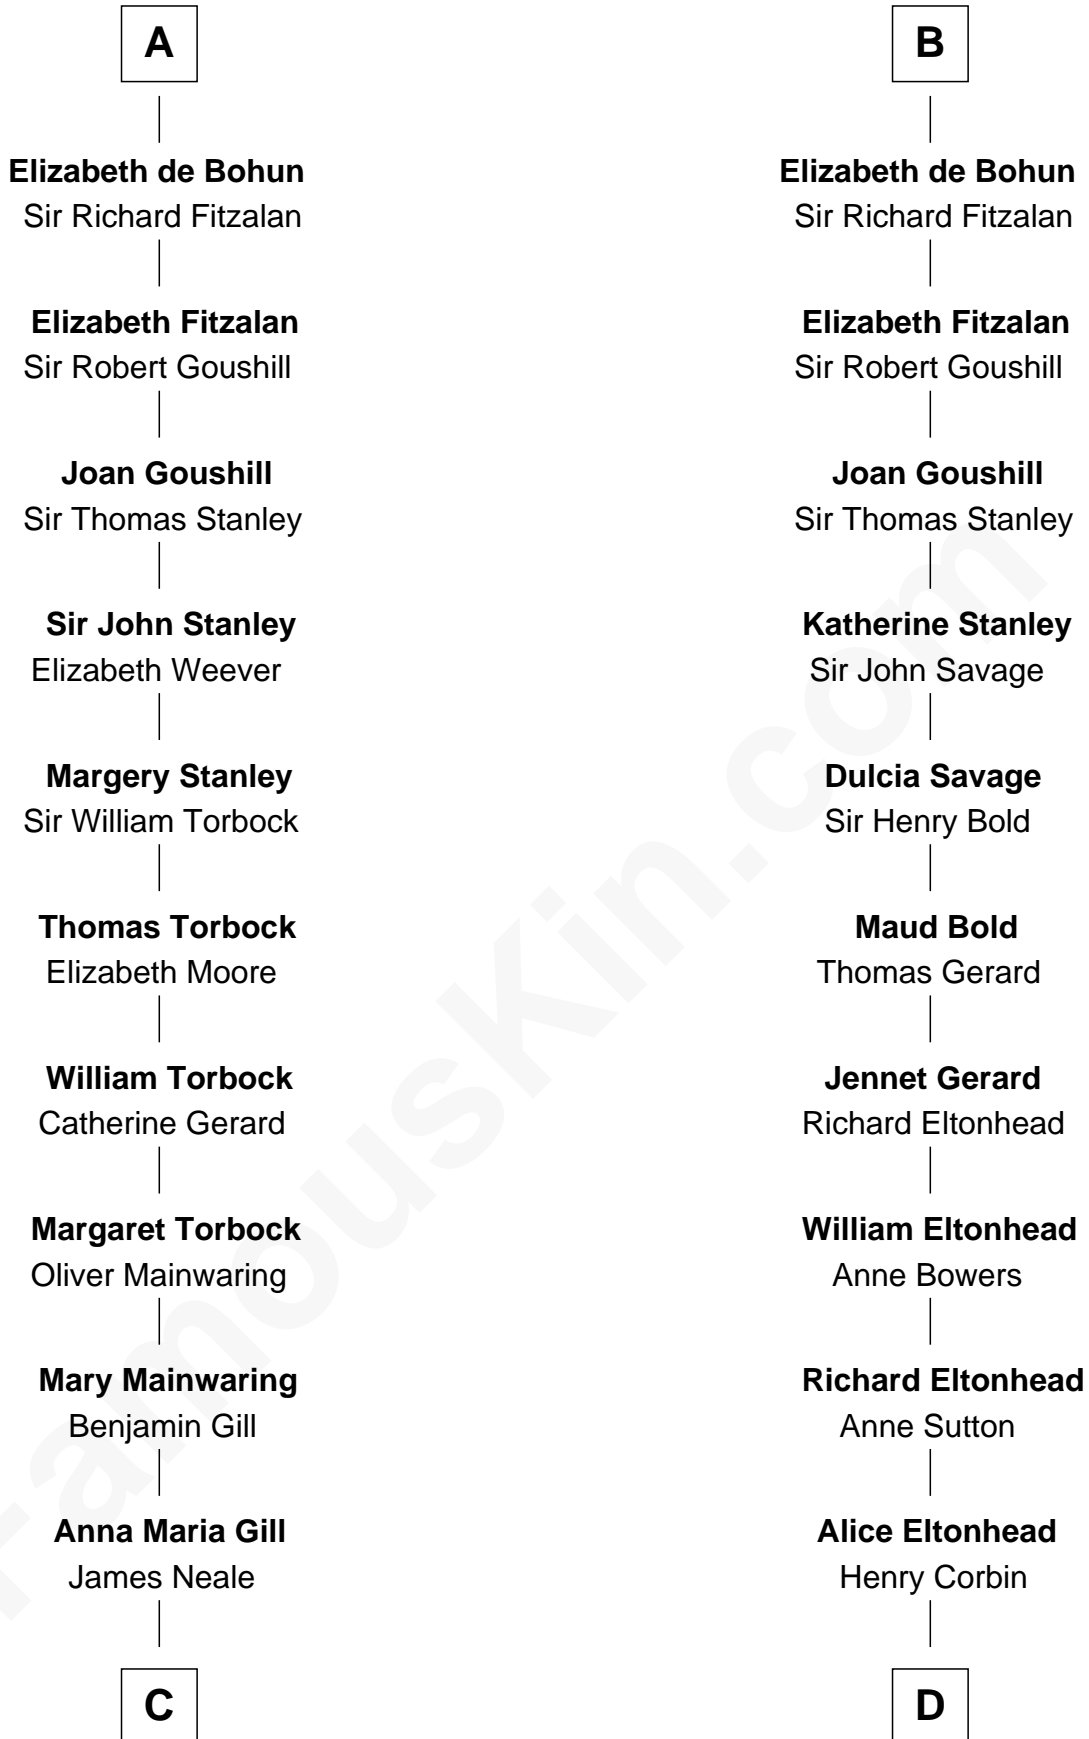 A
Elizabeth de Bohun
Sir Richard Fitzalan
Elizabeth Fitzalan
Sir Robert Goushill
Joan Goushill
Sir Thomas Stanley
Sir John Stanley
Elizabeth Weever
Margery Stanley
Sir William Torbock
Thomas Torbock
Elizabeth Moore
William Torbock
Catherine Gerard
Margaret Torbock
Oliver Mainwaring
Mary Mainwaring
Benjamin Gill
Anna Maria Gill
James Neale
C
B
Elizabeth de Bohun
Sir Richard Fitzalan
Elizabeth Fitzalan
Sir Robert Goushill
Joan Goushill
Sir Thomas Stanley
Katherine Stanley
Sir John Savage
Dulcia Savage
Sir Henry Bold
Maud Bold
Thomas Gerard
Jennet Gerard
Richard Eltonhead
William Eltonhead
Anne Bowers
Richard Eltonhead
Anne Sutton
Alice Eltonhead
Henry Corbin
D
FamousKin.com